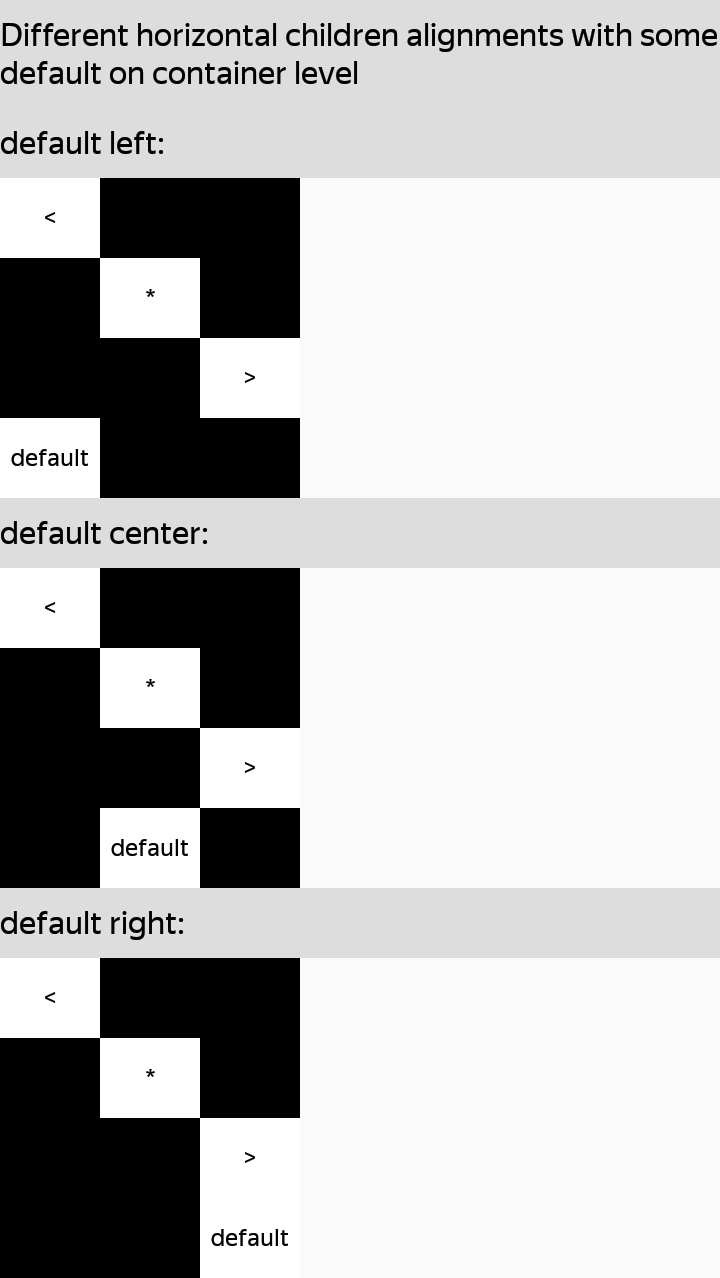 Different horizontal children alignments with some
default on container level
default left:
<
*
>
default
default center:
<
*
>
default
default right:
<
*
>
default